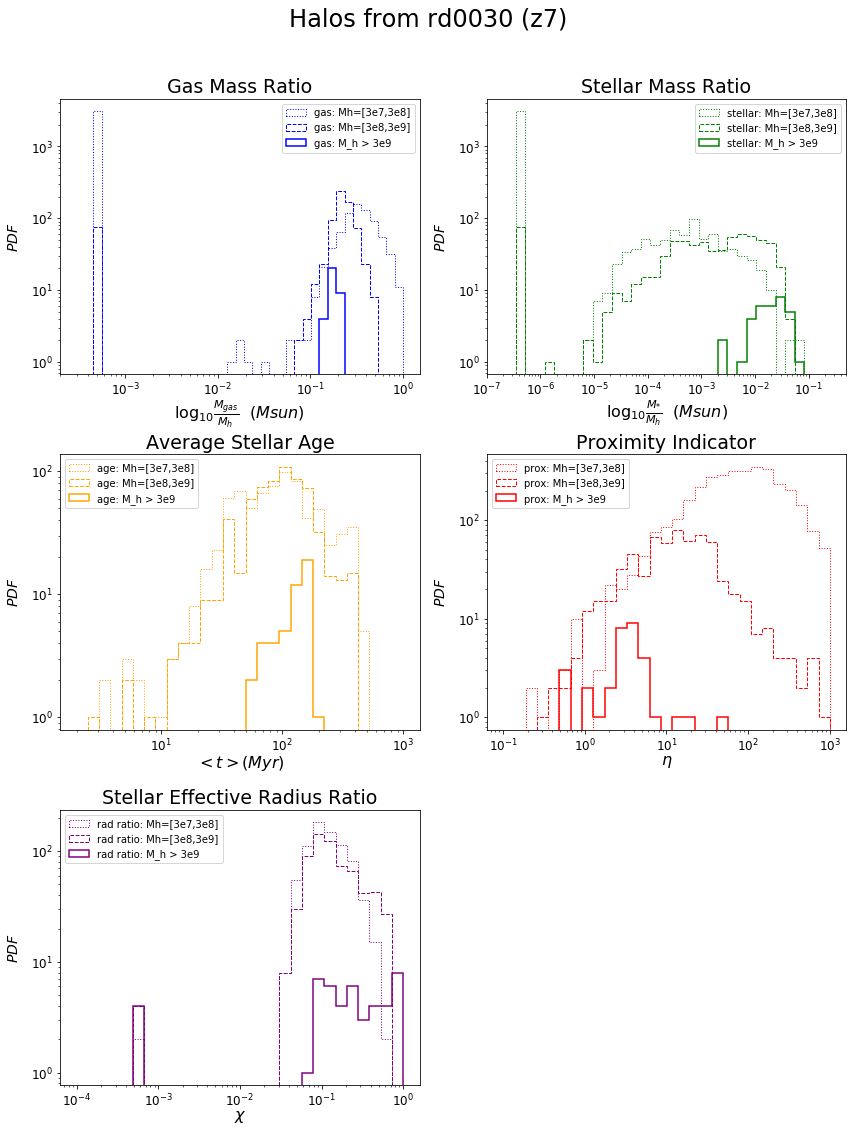 Halos from rd0030 (z7)
Gas Mass Ratio
gas: Mh=[3e7,3e8]
gas: Mh=[3e8,3e9]
gas: M_h > 3e9
PDF
10³
10²
10¹
10⁰
10⁻³ 10⁻² 10⁻¹ 10⁰
log₁₀ M_gas/M_h (Msun)
Stellar Mass Ratio
stellar: Mh=[3e7,3e8]
stellar: Mh=[3e8,3e9]
stellar: M_h > 3e9
PDF
10³
10²
10¹
10⁰
10⁻⁷ 10⁻⁶ 10⁻⁵ 10⁻⁴ 10⁻³ 10⁻² 10⁻¹
log₁₀ M*/M_h (Msun)
Average Stellar Age
age: Mh=[3e7,3e8]
age: Mh=[3e8,3e9]
age: M_h > 3e9
PDF
10²
10¹
10⁰
10¹ 10² 10³
< t > (Myr)
Proximity Indicator
prox: Mh=[3e7,3e8]
prox: Mh=[3e8,3e9]
prox: M_h > 3e9
PDF
10²
10¹
10⁰
10⁻¹ 10⁰ 10¹ 10² 10³
η
Stellar Effective Radius Ratio
rad ratio: Mh=[3e7,3e8]
rad ratio: Mh=[3e8,3e9]
rad ratio: M_h > 3e9
PDF
10²
10¹
10⁰
10⁻⁴ 10⁻³ 10⁻² 10⁻¹ 10⁰
χ